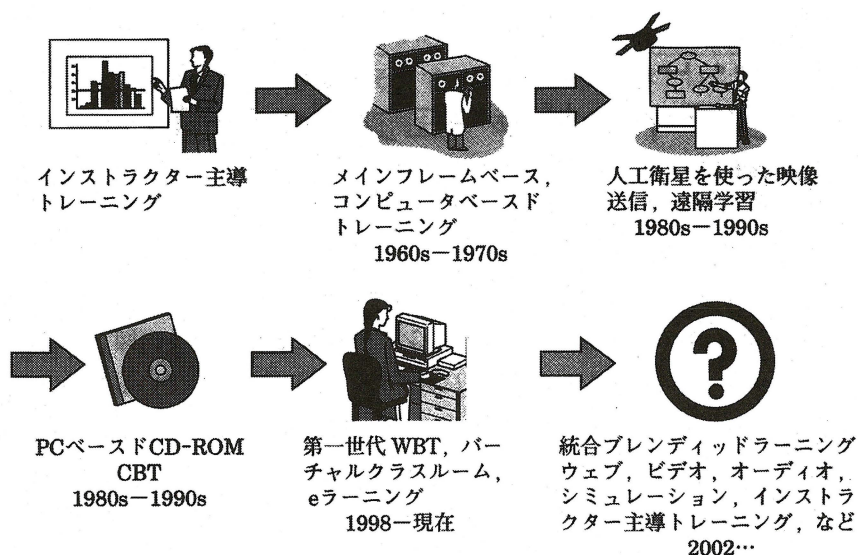 インストラクター主導
トレーニング
メインフレームベース，
コンピュータベースド
トレーニング
1960s－1970s
人工衛星を使った映像
送信，遠隔学習
1980s－1990s
PCベースドCD-ROM
CBT
1980s－1990s
第一世代 WBT，バー
チャルクラスルーム，
eラーニング
1998－現在
?
統合ブレンディッドラーニング
ウェブ，ビデオ，オーディオ，
シミュレーション，インストラ
クター主導トレーニング，など
2002…